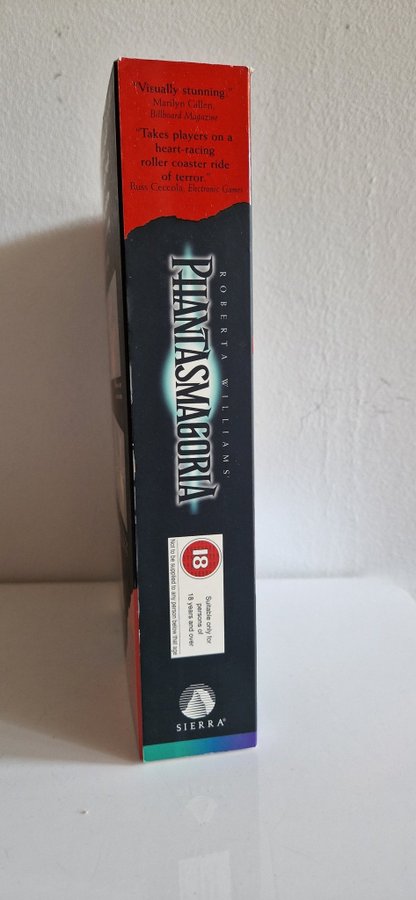 "Visually stunning."
Marilyn Gillen,
Billboard Magazine
"Takes players on a
heart-racing
roller coaster ride
of terror."
Russ Ceccola, Electronic Games
ROBERTA WILLIAMS'
PHANTASMAGORIA
18
Suitable only for
persons of
18 years and over
Not to be supplied to any person below that age
SIERRA®